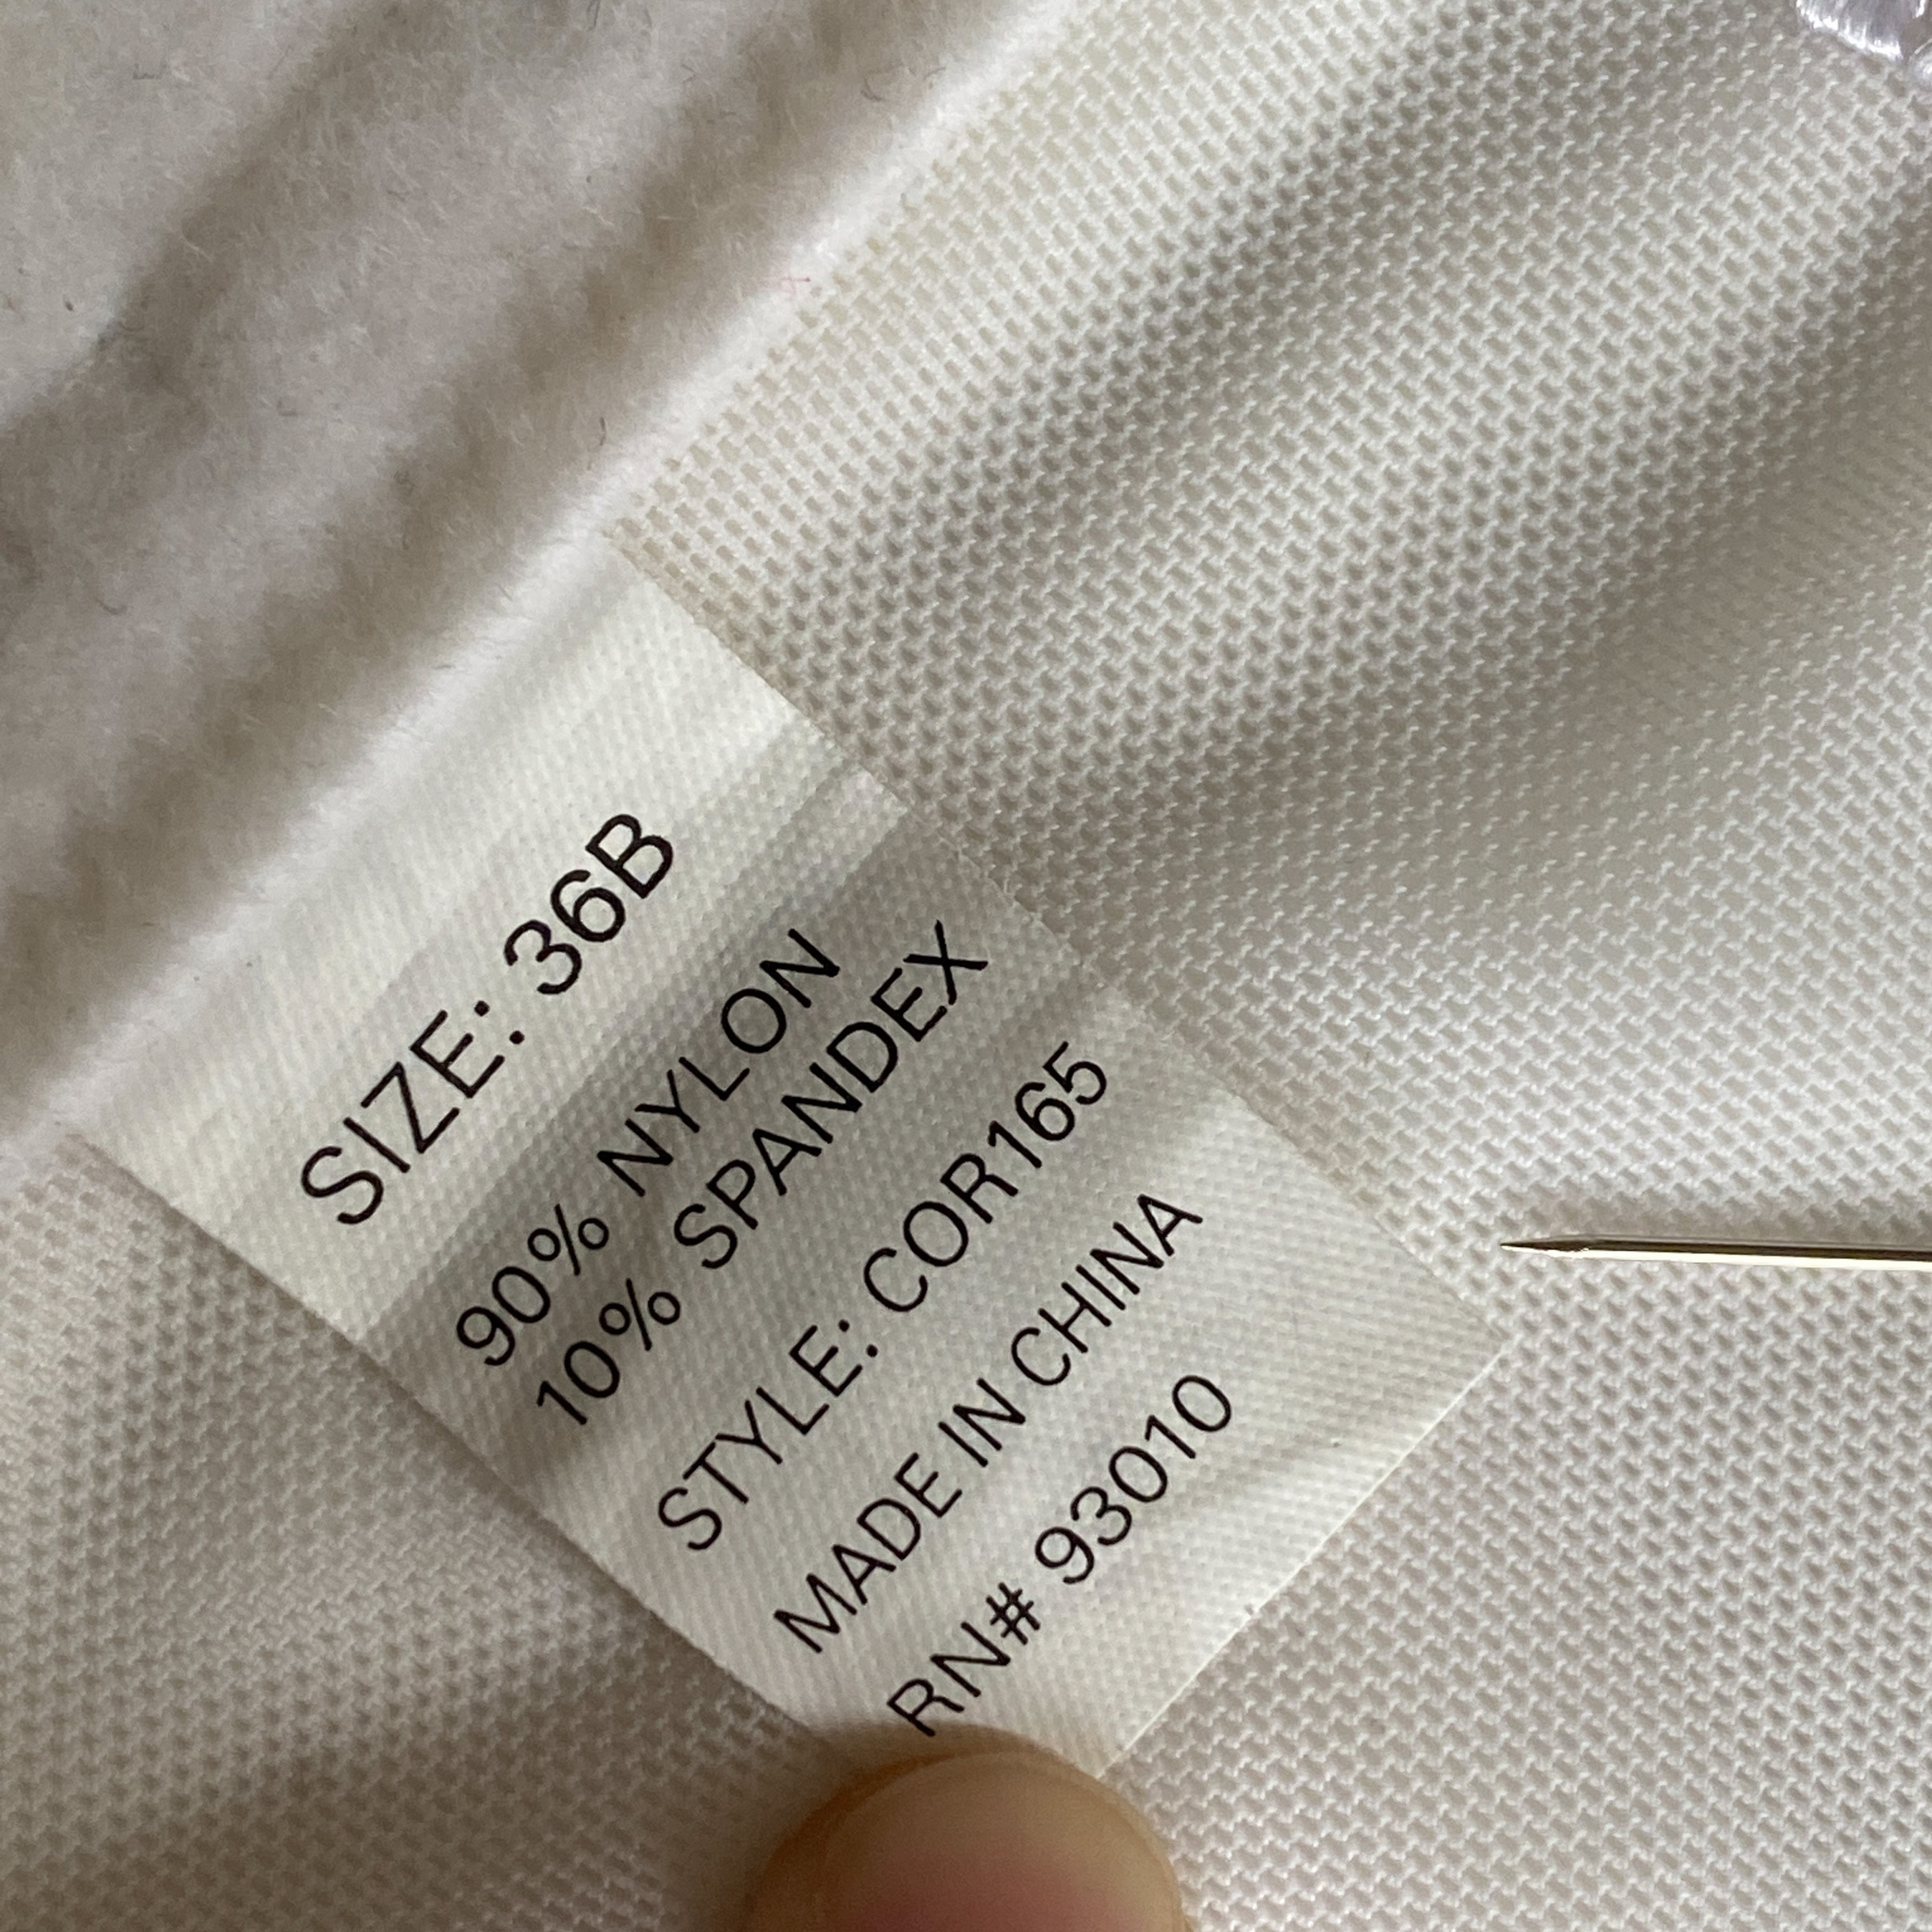 SIZE: 36B
90% NYLON
10% SPANDEX
STYLE: COR165
MADE IN CHINA
RN# 93010